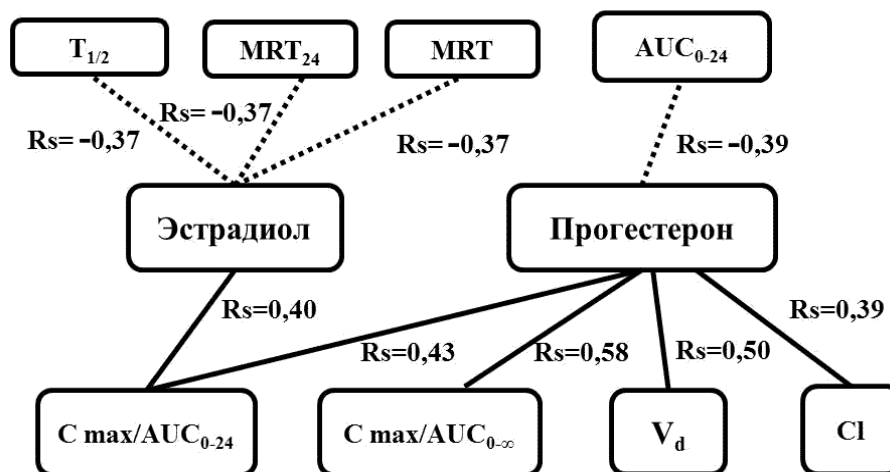 T1/2
MRT24
MRT
AUC0-24
Rs= -0,37
Rs= -0,37
Rs= -0,37
Rs= -0,39
Эстрадиол
Прогестерон
Rs=0,40
Rs=0,43
Rs=0,58
Rs=0,50
Rs=0,39
C max/AUC0-24
C max/AUC0-∞
Vd
Cl